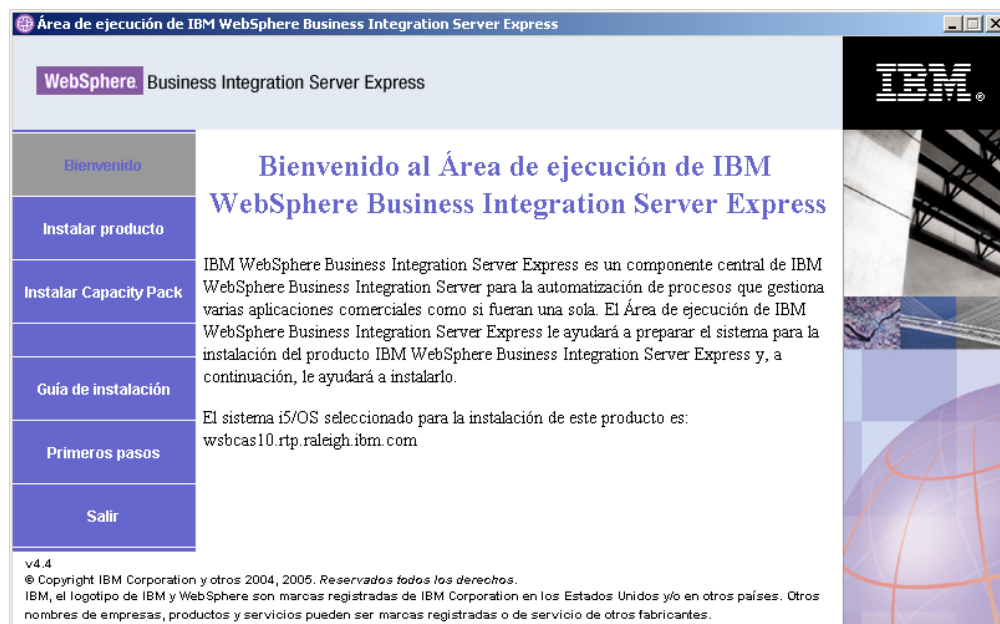 Área de ejecución de IBM WebSphere Business Integration Server Express
WebSphere. Business Integration Server Express
IBM®
Bienvenido
Instalar producto
Instalar Capacity Pack
Guía de instalación
Primeros pasos
Salir
Bienvenido al Área de ejecución de IBM
WebSphere Business Integration Server Express
IBM WebSphere Business Integration Server Express es un componente central de IBM
WebSphere Business Integration Server para la automatización de procesos que gestiona
varias aplicaciones comerciales como si fueran una sola. El Área de ejecución de IBM
WebSphere Business Integration Server Express le ayudará a preparar el sistema para la
instalación del producto IBM WebSphere Business Integration Server Express y, a
continuación, le ayudará a instalarlo.
El sistema i5/OS seleccionado para la instalación de este producto es:
wsbcas10.rtp.raleigh.ibm.com
v4.4
© Copyright IBM Corporation y otros 2004, 2005. Reservados todos los derechos.
IBM, el logotipo de IBM y WebSphere son marcas registradas de IBM Corporation en los Estados Unidos y/o en otros países. Otros
nombres de empresas, productos y servicios pueden ser marcas registradas o de servicio de otros fabricantes.